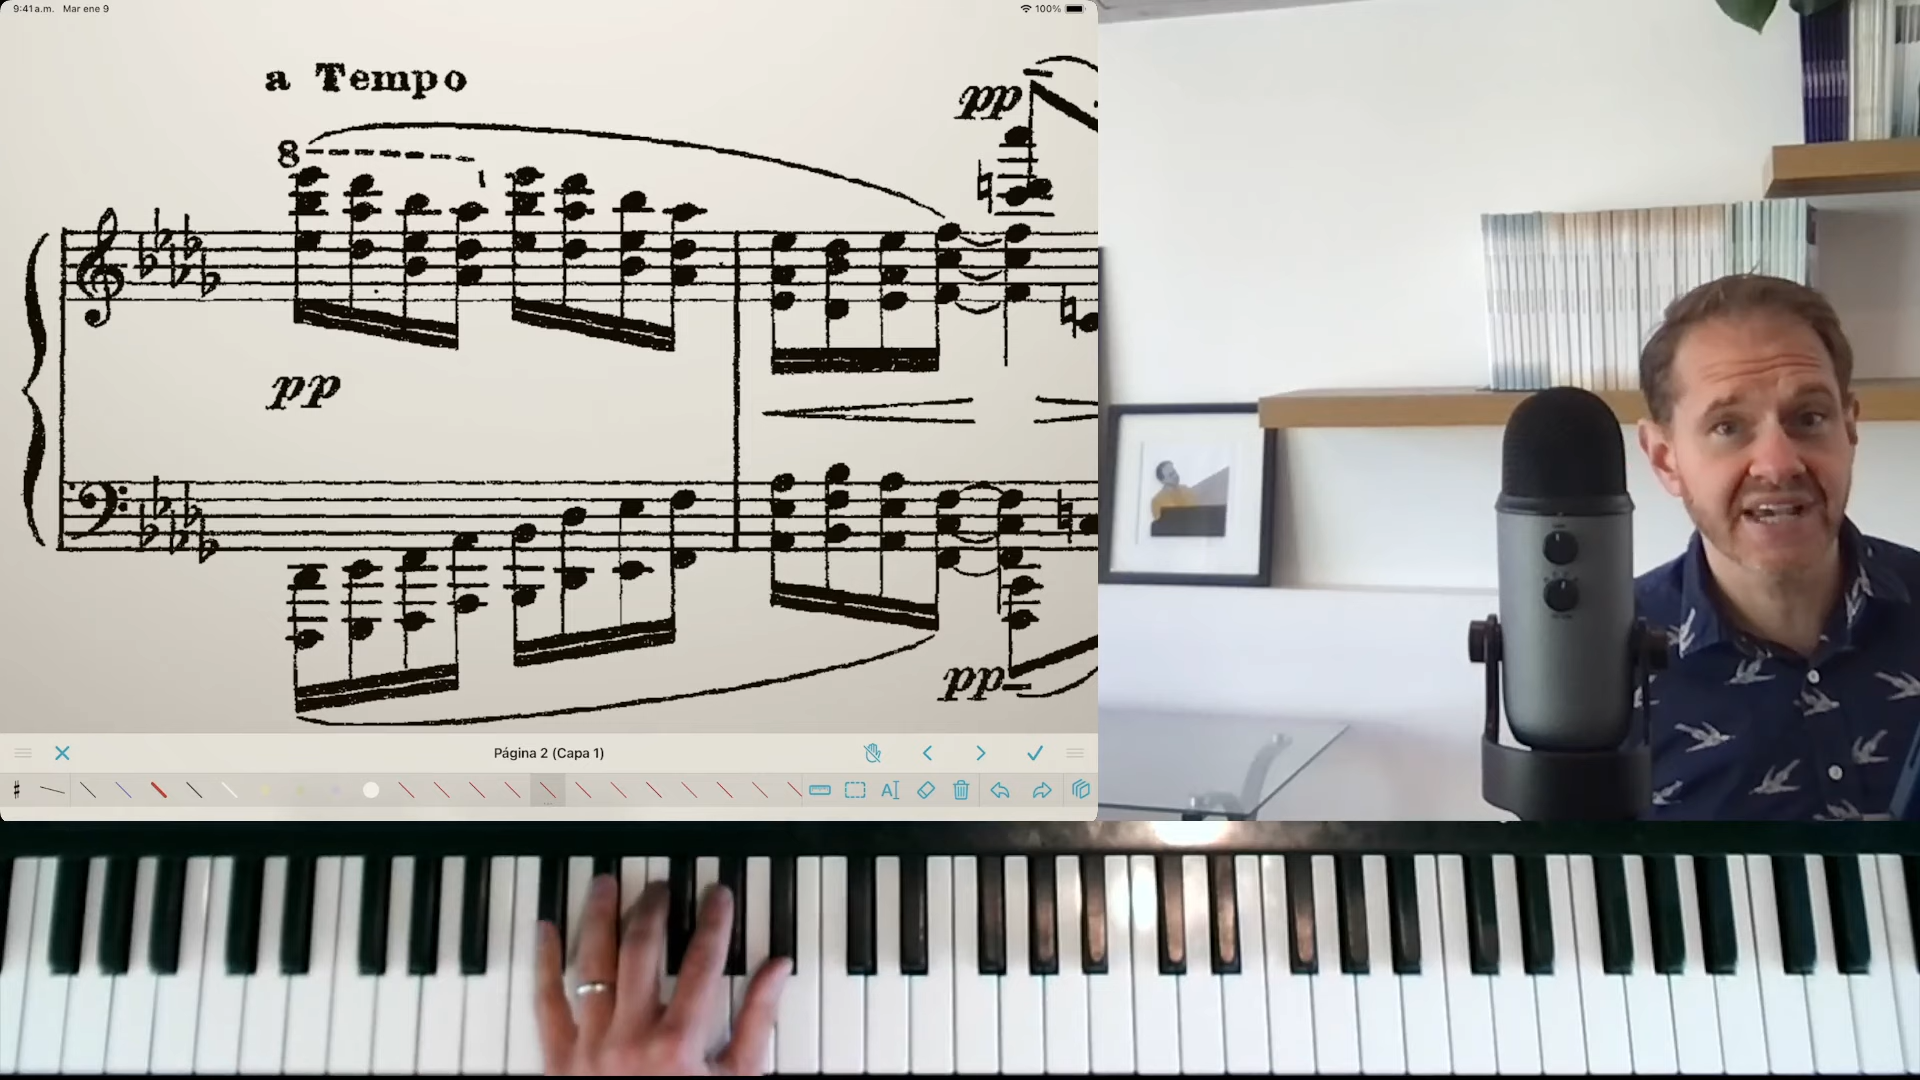 9:41 a.m. Mar ene 9
100%
a Tempo
8
pp
pp
pp
Página 2 (Capa 1)
A